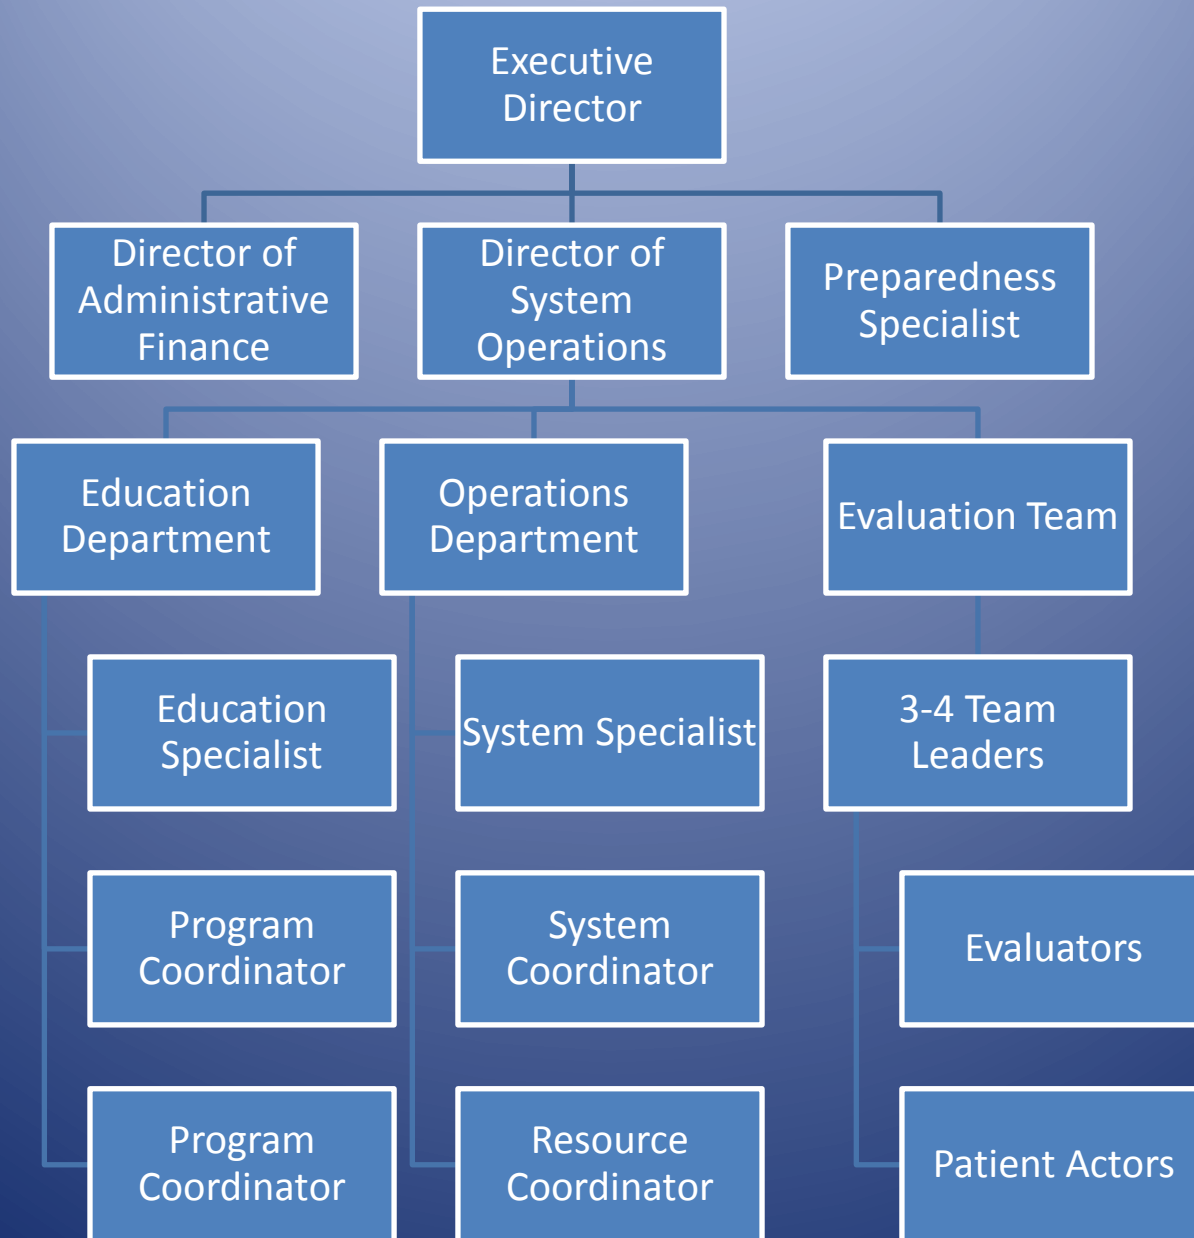 Executive
Director
Director of
Administrative
Finance
Director of
System
Operations
Preparedness
Specialist
Education
Department
Operations
Department
Evaluation Team
Education
Specialist
System Specialist
3-4 Team
Leaders
Program
Coordinator
System
Coordinator
Evaluators
Program
Coordinator
Resource
Coordinator
Patient Actors